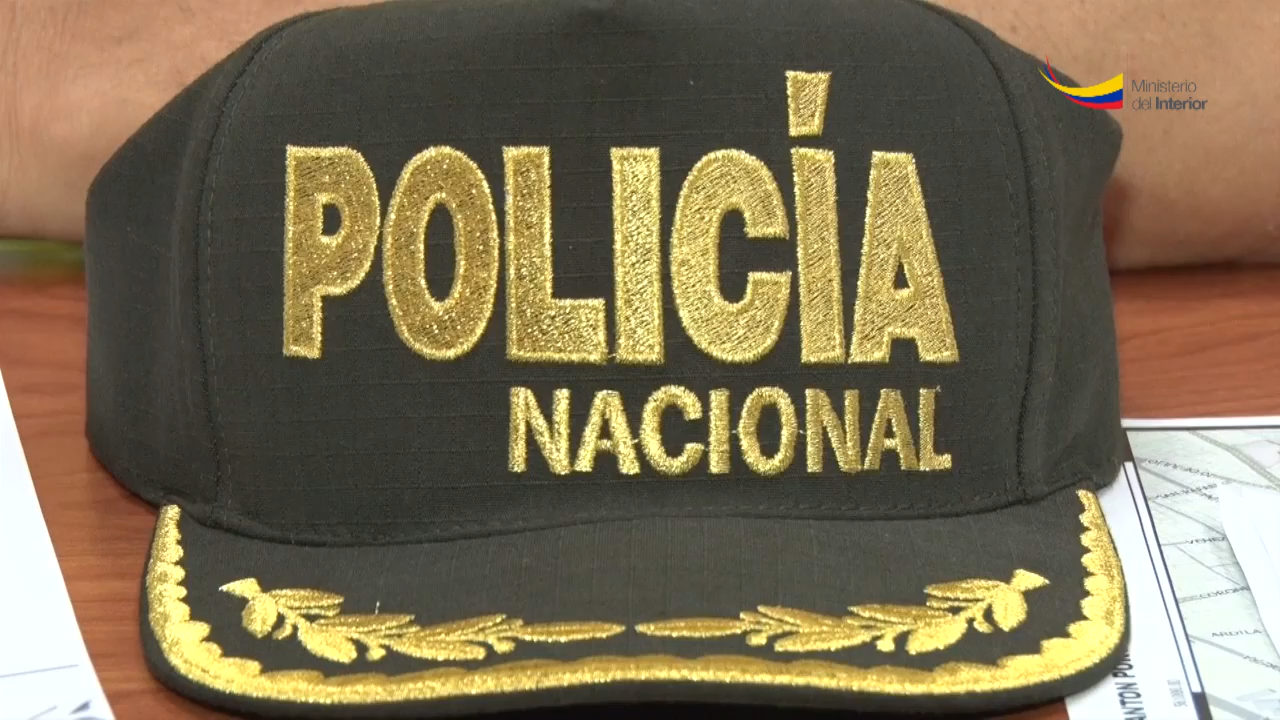 Ministerio
del Interior
POLICÍA
NACIONAL
ARDILA